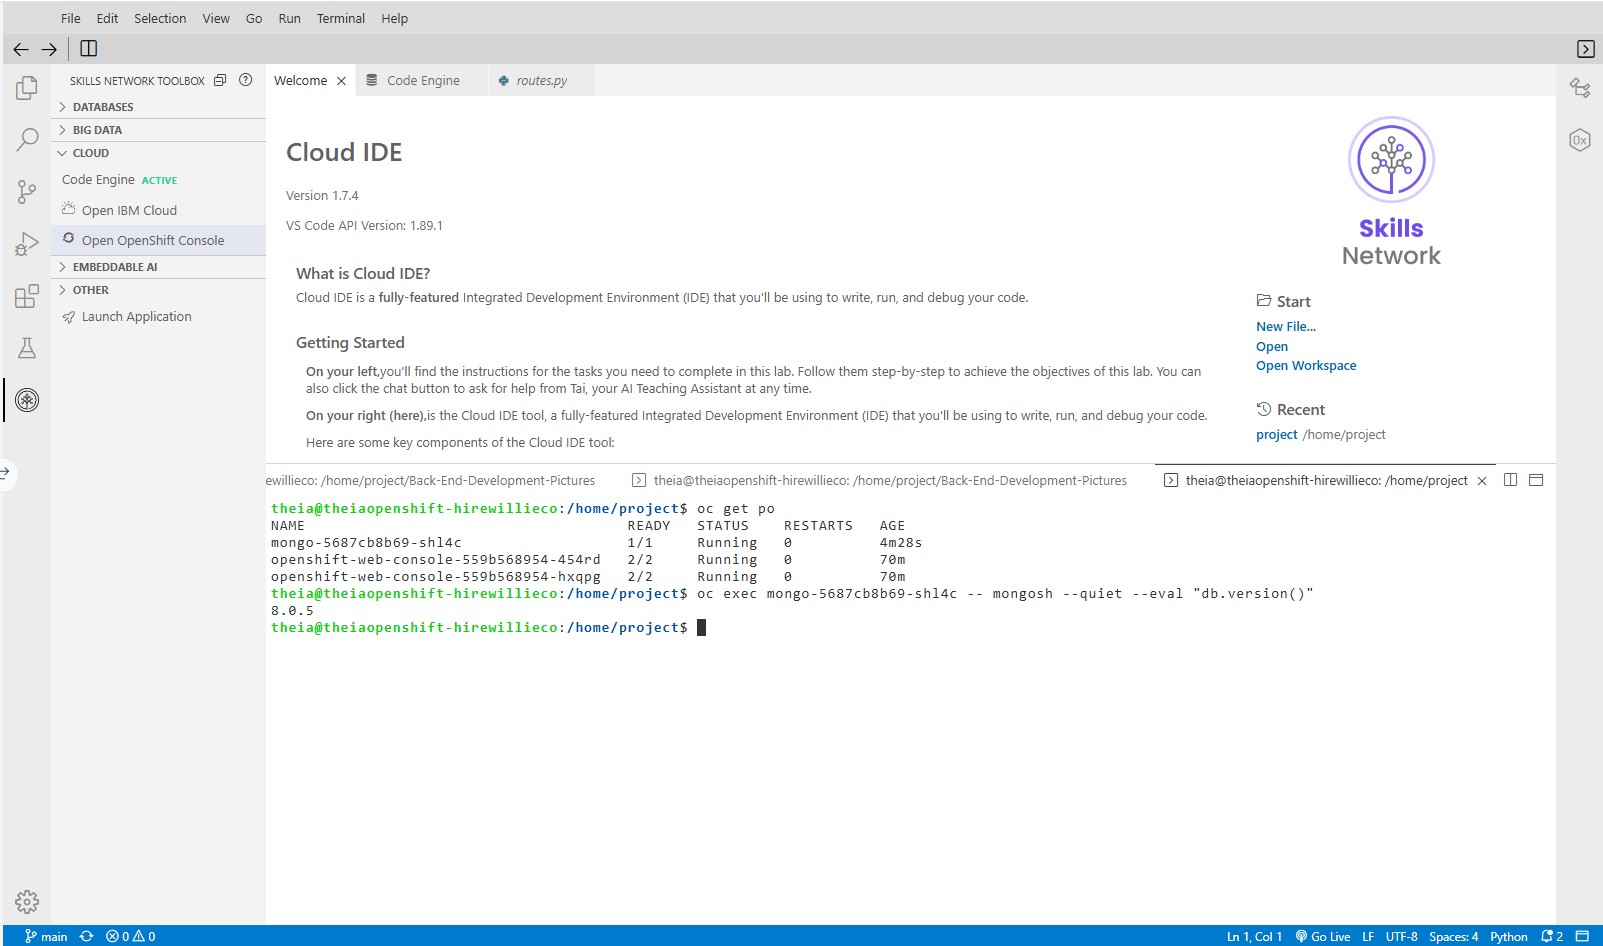 File Edit Selection View Go Run Terminal Help
SKILLS NETWORK TOOLBOX
DATABASES
BIG DATA
CLOUD
Code Engine ACTIVE
Open IBM Cloud
Open OpenShift Console
EMBEDDABLE AI
OTHER
Launch Application
Welcome Code Engine routes.py
Cloud IDE
Version 1.7.4
VS Code API Version: 1.89.1
What is Cloud IDE?
Cloud IDE is a fully-featured Integrated Development Environment (IDE) that you'll be using to write, run, and debug your code.
Getting Started
On your left,you'll find the instructions for the tasks you need to complete in this lab. Follow them step-by-step to achieve the objectives of this lab. You can
also click the chat button to ask for help from Tai, your AI Teaching Assistant at any time.
On your right (here),is the Cloud IDE tool, a fully-featured Integrated Development Environment (IDE) that you'll be using to write, run, and debug your code.
Here are some key components of the Cloud IDE tool:
Skills
Network
Start
New File...
Open
Open Workspace
Recent
project /home/project
0x
ewillieco: /home/project/Back-End-Development-Pictures theia@theiaopenshift-hirewillieco: /home/project/Back-End-Development-Pictures theia@theiaopenshift-hirewillieco: /home/project
theia@theiaopenshift-hirewillieco:/home/project$ oc get po
NAME READY STATUS RESTARTS AGE
mongo-5687cb8b69-shl4c 1/1 Running 0 4m28s
openshift-web-console-559b568954-454rd 2/2 Running 0 70m
openshift-web-console-559b568954-hxqpg 2/2 Running 0 70m
theia@theiaopenshift-hirewillieco:/home/project$ oc exec mongo-5687cb8b69-shl4c -- mongosh --quiet --eval "db.version()"
8.0.5
theia@theiaopenshift-hirewillieco:/home/project$
main 0 0 Ln 1, Col 1 Go Live LF UTF-8 Spaces: 4 Python 2